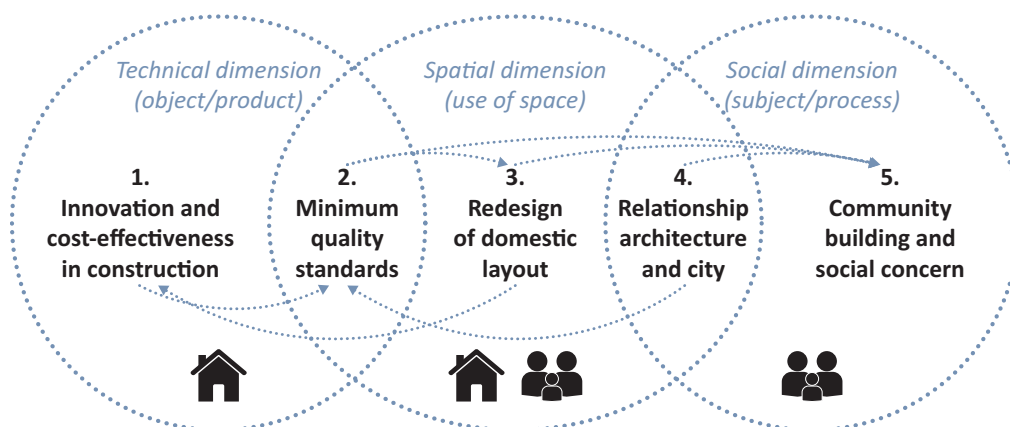 Technical dimension
(object/product)
Spatial dimension
(use of space)
Social dimension
(subject/process)
1.
Innovation and
cost-effectiveness
in construction
2.
Minimum
quality
standards
3.
Redesign
of domestic
layout
4.
Relationship
architecture
and city
5.
Community
building and
social concern